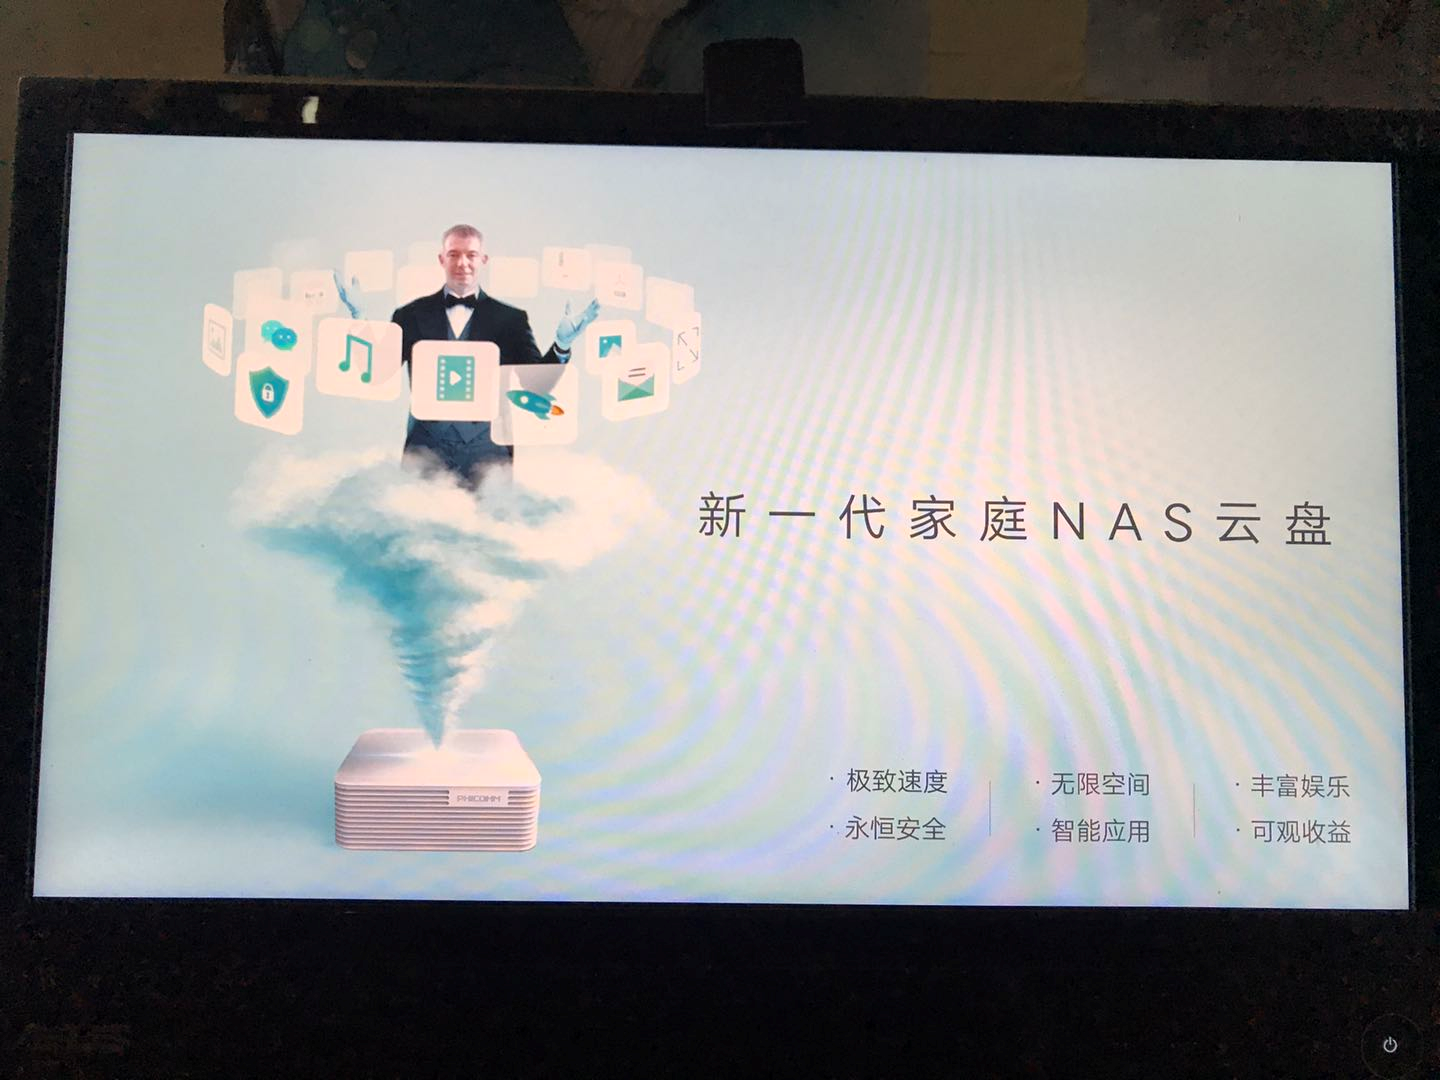 新一代家庭NAS云盘
PHICOMM
· 极致速度
· 无限空间
· 丰富娱乐
· 永恒安全
· 智能应用
· 可观收益